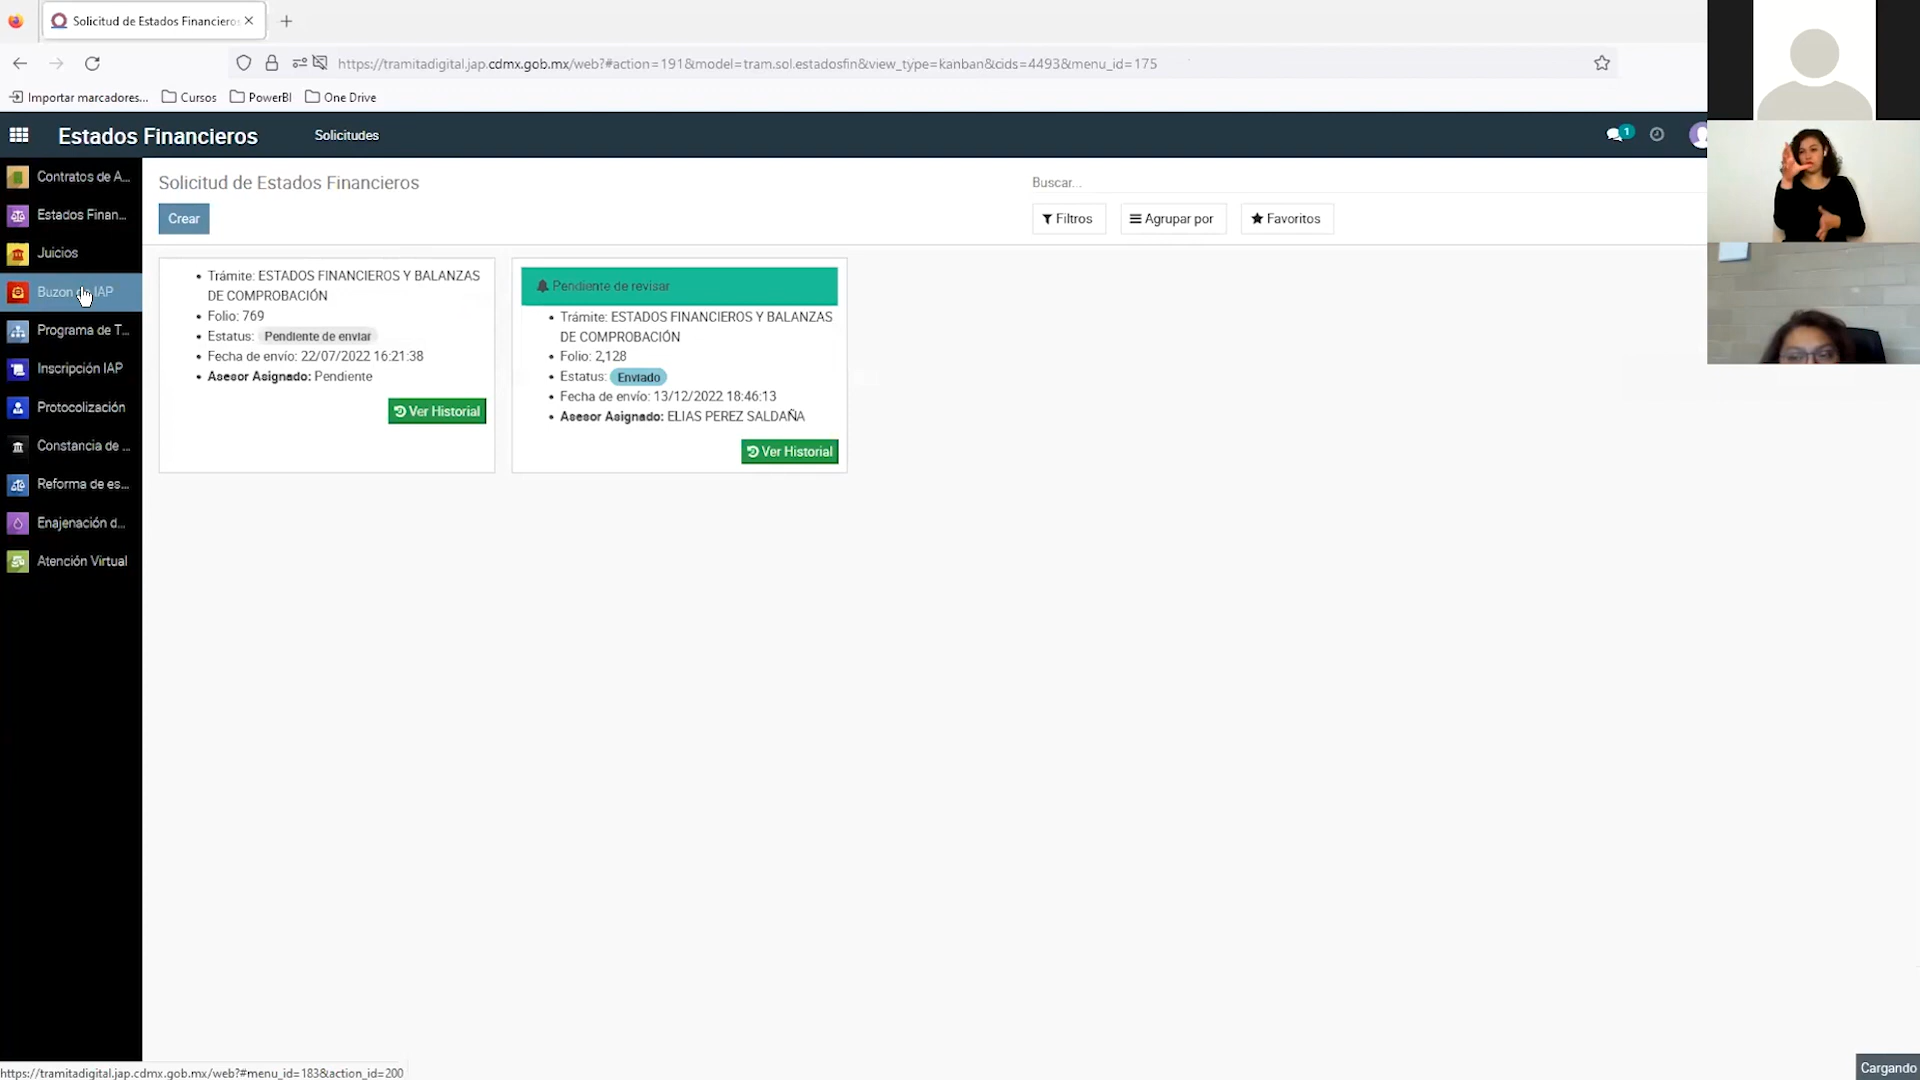 Solicitud de Estados Financiero
https://tramitadigital.jap.cdmx.gob.mx/web?#action=191&model=tram.sol.estadosfin&view_type=kanban&cids=4493&menu_id=175
Importar marcadores...
Cursos
PowerBI
One Drive
Estados Financieros
Solicitudes
1
Contratos de A...
Estados Finan...
Juicios
Buzon de IAP
Programa de T...
Inscripción IAP
Protocolización
Constancia de ...
Reforma de es...
Enajenación d...
Atención Virtual
Solicitud de Estados Financieros
Buscar...
Crear
Filtros
Agrupar por
Favoritos
Trámite: ESTADOS FINANCIEROS Y BALANZAS
DE COMPROBACIÓN
Folio: 769
Estatus: Pendiente de enviar
Fecha de envío: 22/07/2022 16:21:38
Asesor Asignado: Pendiente
Ver Historial
Pendiente de revisar
Trámite: ESTADOS FINANCIEROS Y BALANZAS
DE COMPROBACIÓN
Folio: 2,128
Estatus: Enviado
Fecha de envío: 13/12/2022 18:46:13
Asesor Asignado: ELIAS PEREZ SALDAÑA
Ver Historial
https://tramitadigital.jap.cdmx.gob.mx/web?#menu_id=183&action_id=200
Cargando